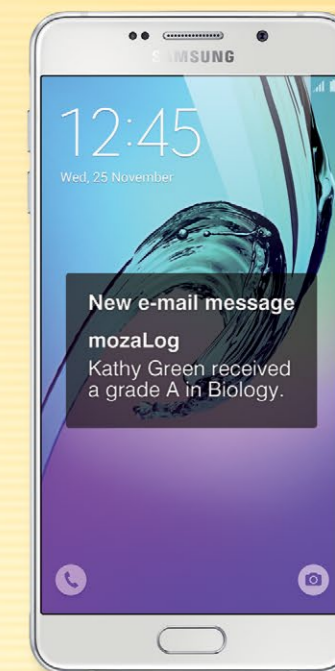 SAMSUNG
12:45
Wed, 25 November
New e-mail message
mozaLog
Kathy Green received
a grade A in Biology.